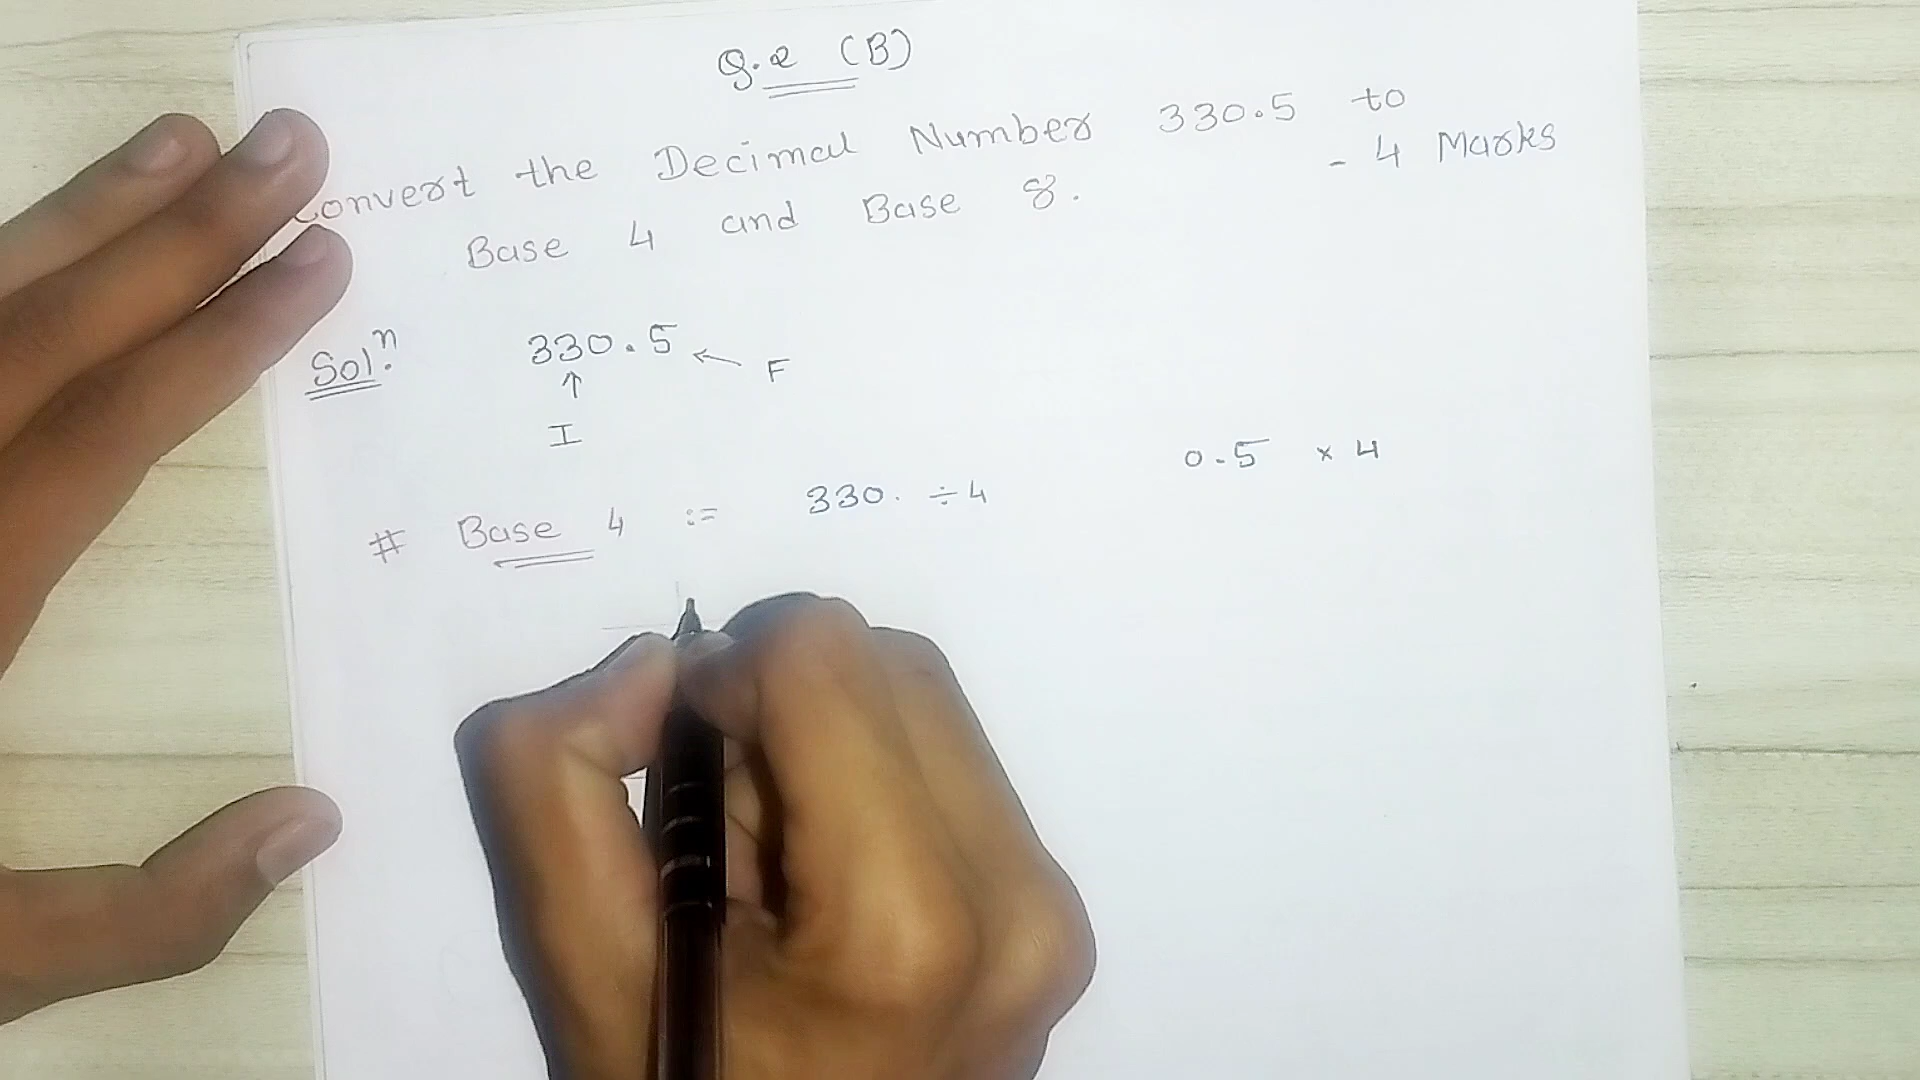 Q.2 (B)
Convert the Decimal Number 330.5 to
Base 4 and Base 8. - 4 Marks
Sol.n 330.5 ← F
↑
I
0.5 × 4
# Base 4 := 330. ÷ 4